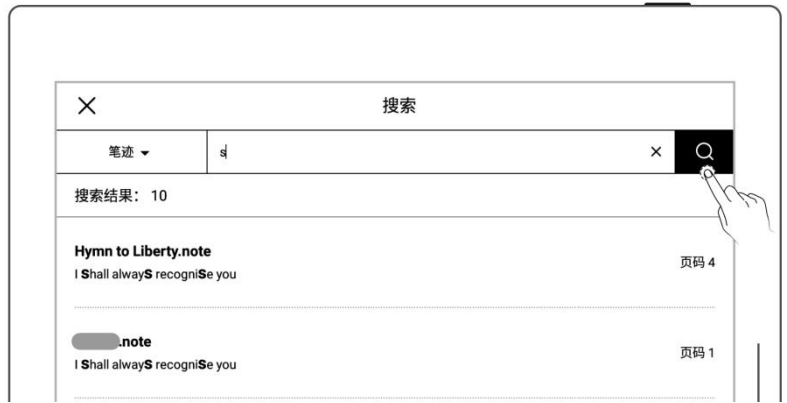 搜索
笔迹 s
搜索结果： 10
Hymn to Liberty.note
I Shall alwayS recogniSe you
页码 4
.note
I Shall alwayS recogniSe you
页码 1